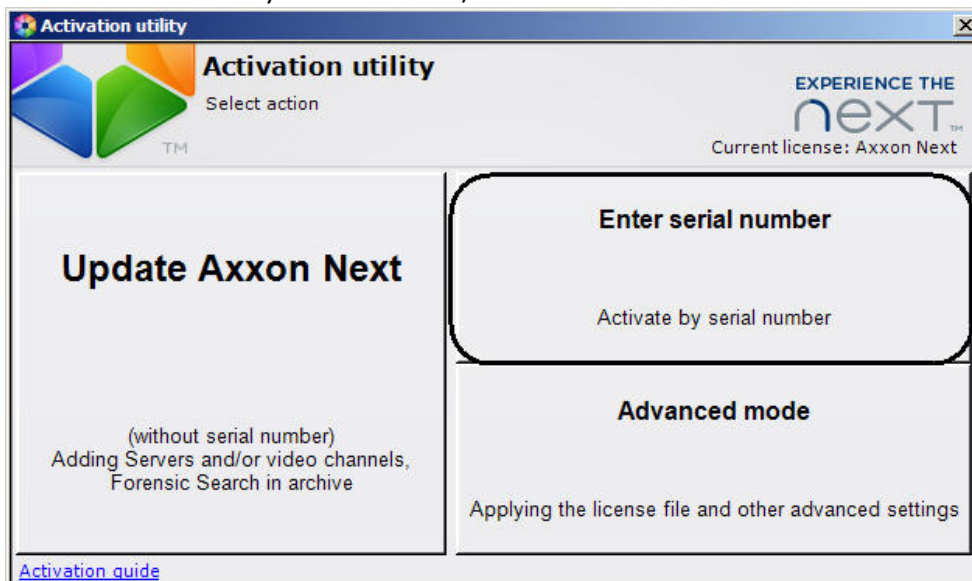 Activation utility
Activation utility
Select action
EXPERIENCE THE
next™
TM
Current license: Axxon Next
Update Axxon Next
(without serial number)
Adding Servers and/or video channels,
Forensic Search in archive
Enter serial number
Activate by serial number
Advanced mode
Applying the license file and other advanced settings
Activation guide